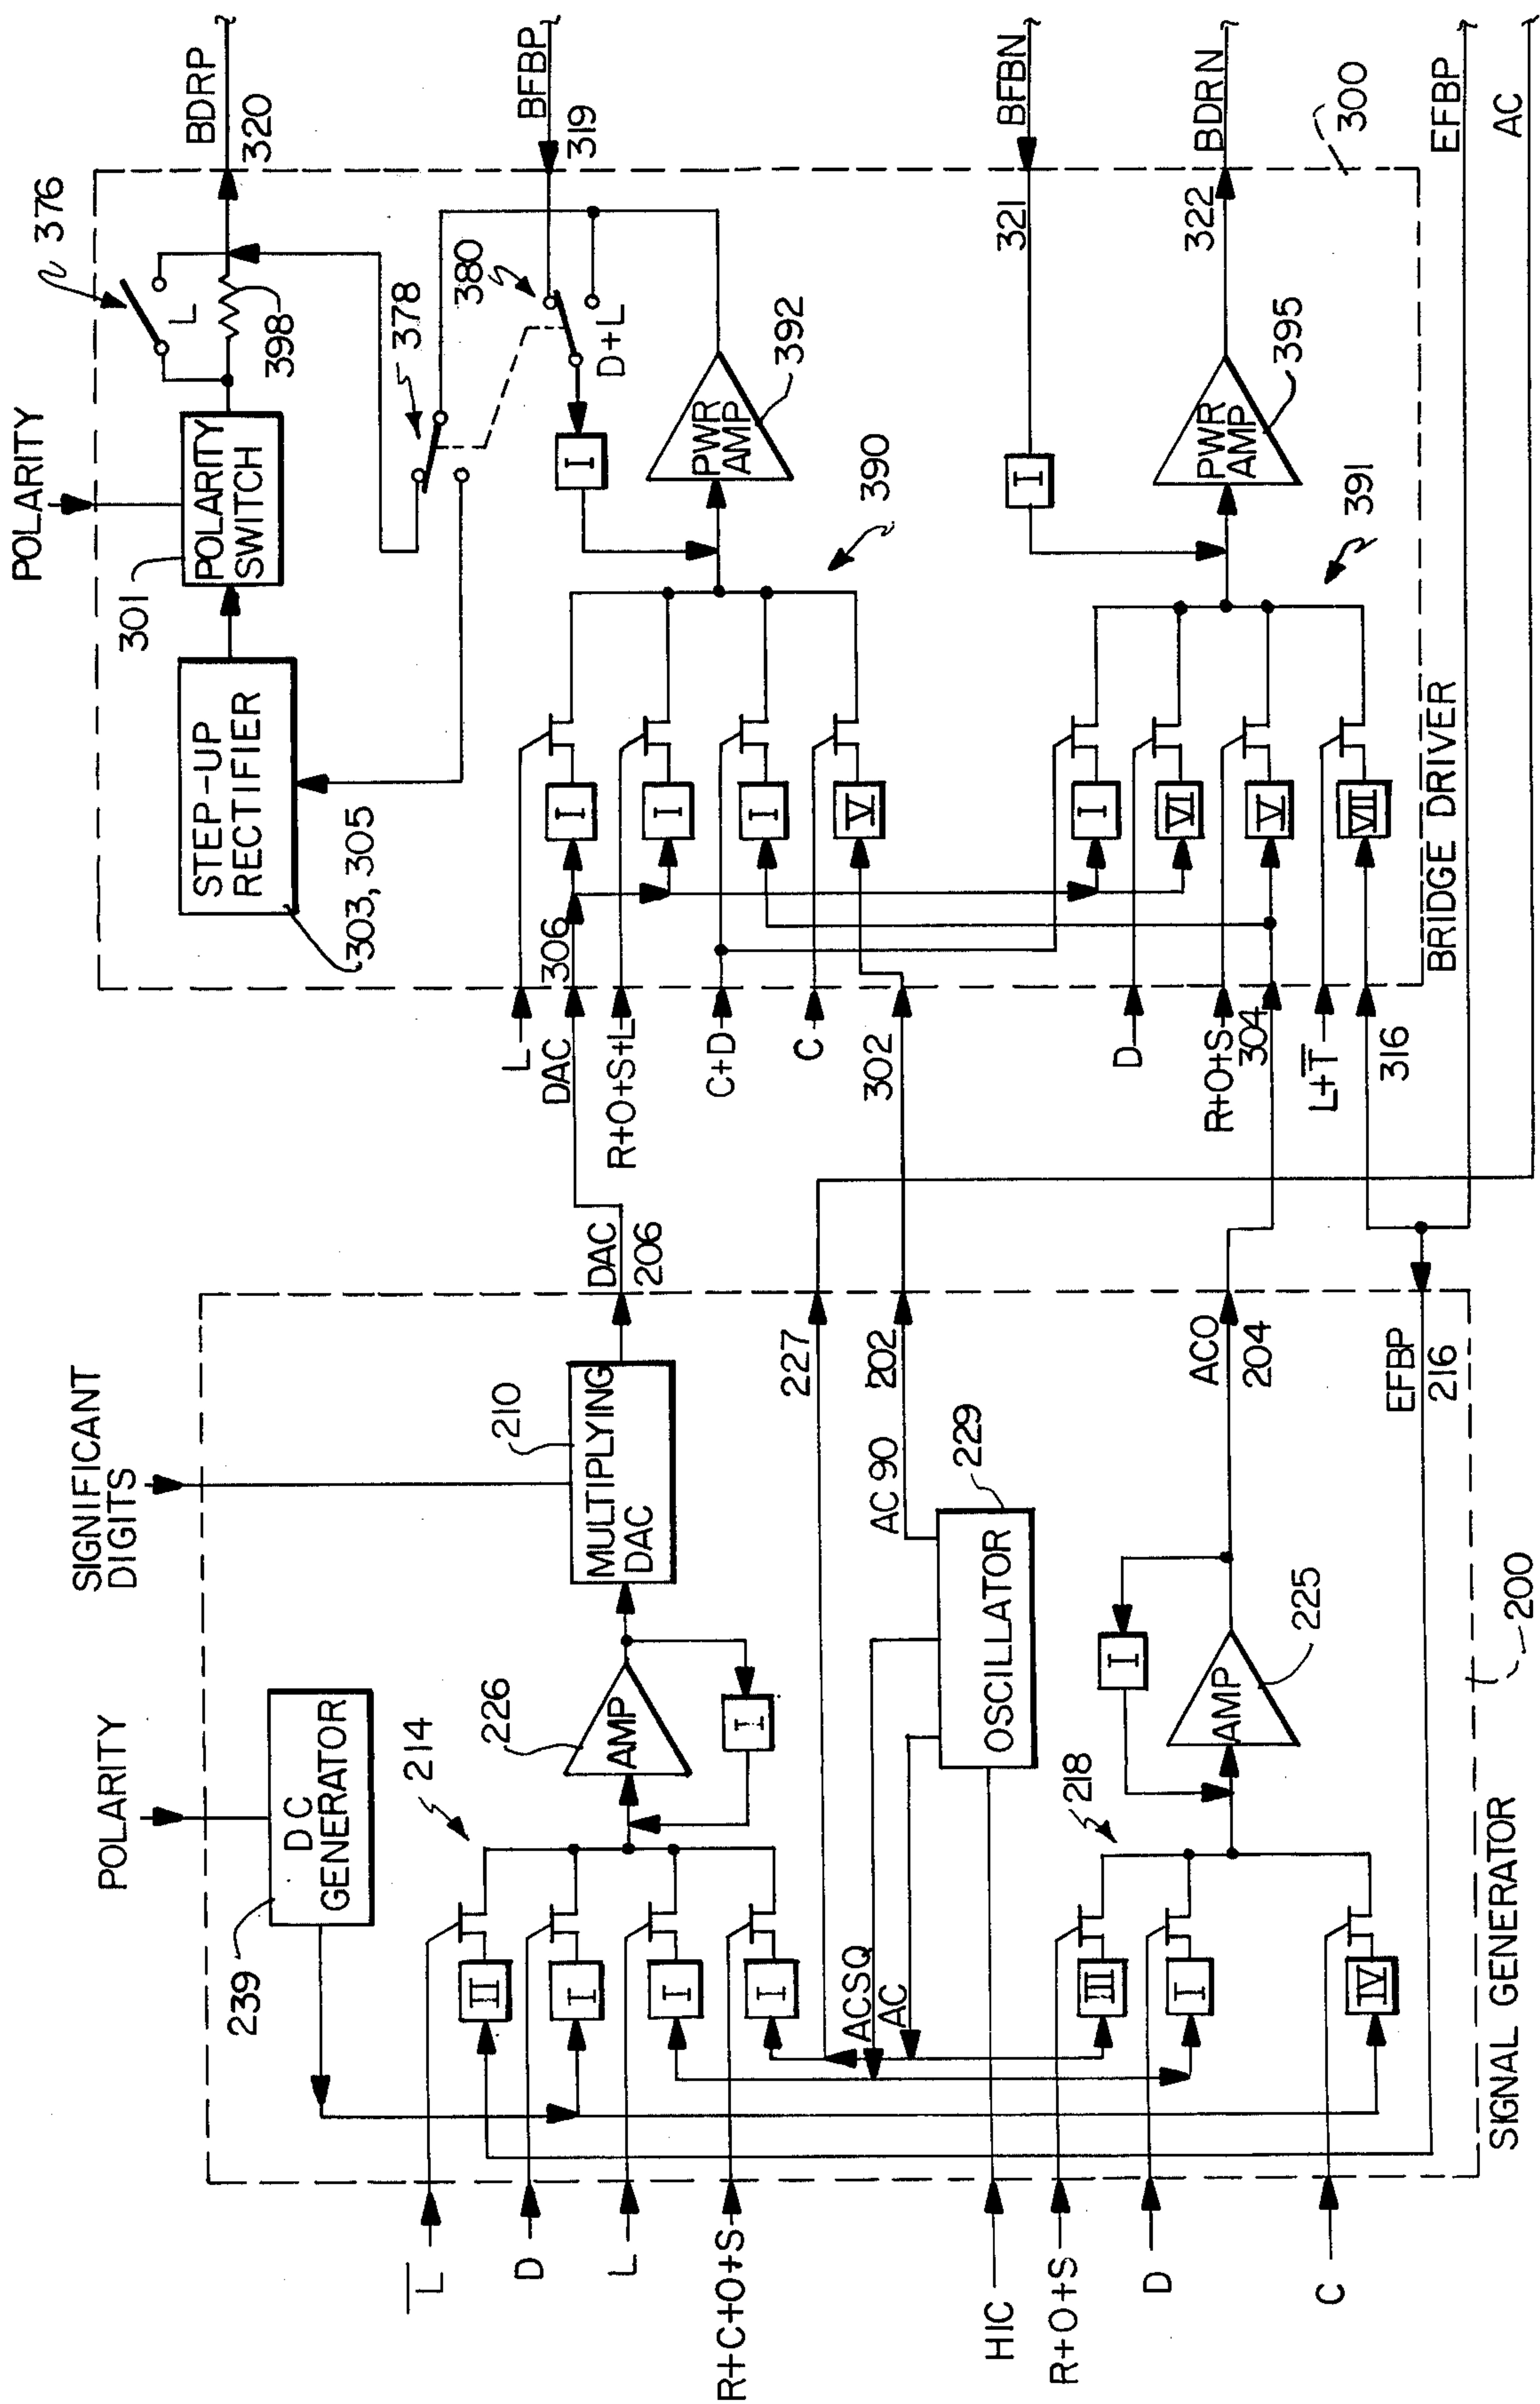 POLARITY
376
BDRP
320
BFBP
319
BFBN
321
BDRN
322
EFBP
AC
300
301
POLARITY
SWITCH
L
398
378
380
D+L
STEP-UP
RECTIFIER
303, 305
I
PWR
AMP
392
390
I
PWR
AMP
395
391
L
DAC
306
R+O+S+L
C+D
C
302
D
R+O+S
304
L+T̅
316
I
I
I
V
I
VI
V
VII
BRIDGE DRIVER
SIGNIFICANT
DIGITS
POLARITY
DC
GENERATOR
239
214
226
AMP
I
210
MULTIPLYING
DAC
DAC
206
227
202
AC 90
229
OSCILLATOR
ACSQ
AC
ACO
204
EFBP
216
225
AMP
I
218
II
I
I
I
III
I
IV
L̅
D
L
R+C+O+S
HIC
R+O+S
D
C
SIGNAL GENERATOR
200